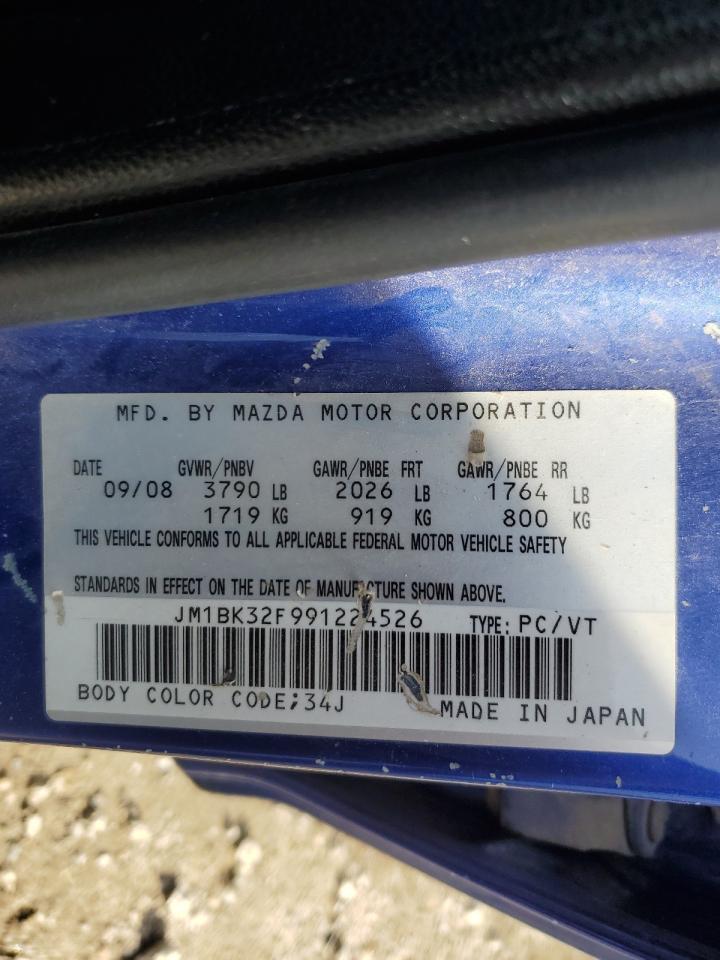 MFD. BY MAZDA MOTOR CORPORATION
DATE GVWR/PNBV GAWR/PNBE FRT GAWR/PNBE RR
09/08 3790 LB 2026 LB 1764 LB
1719 KG 919 KG 800 KG
THIS VEHICLE CONFORMS TO ALL APPLICABLE FEDERAL MOTOR VEHICLE SAFETY
STANDARDS IN EFFECT ON THE DATE OF MANUFACTURE SHOWN ABOVE.
JM1BK32F991224526 TYPE: PC/VT
BODY COLOR CODE;34J MADE IN JAPAN